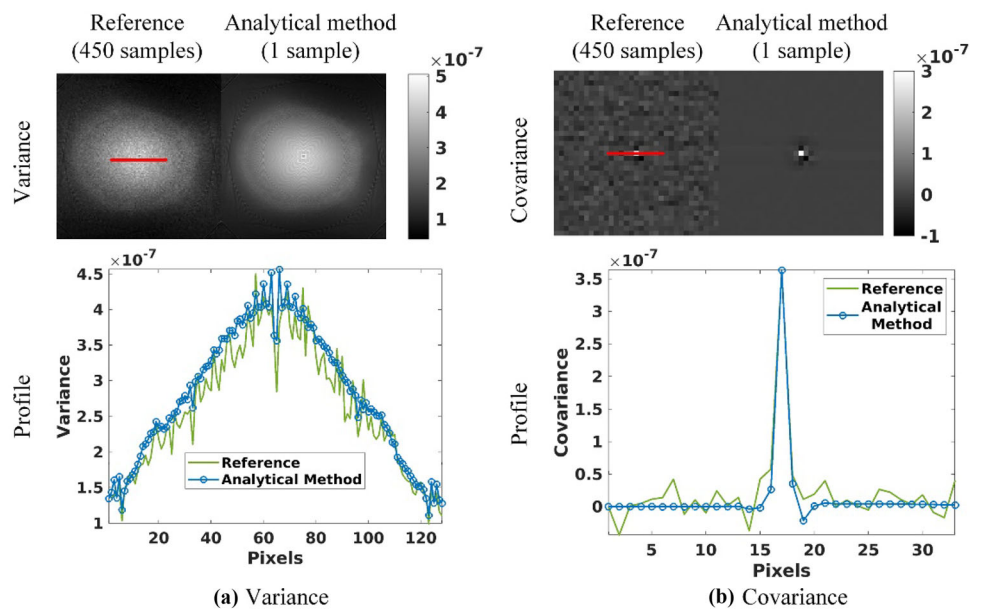 Reference
(450 samples)
Analytical method
(1 sample)
×10⁻⁷
5
4
3
2
1
Variance
×10⁻⁷
4.5
4
3.5
3
2.5
2
1.5
1
Variance
Profile
Reference
Analytical Method
20
40
60
80
100
120
Pixels
(a) Variance
Reference
(450 samples)
Analytical method
(1 sample)
×10⁻⁷
3
2
1
0
-1
Covariance
×10⁻⁷
3.5
3
2.5
2
1.5
1
0.5
0
Covariance
Profile
Reference
Analytical
Method
5
10
15
20
25
30
Pixels
(b) Covariance